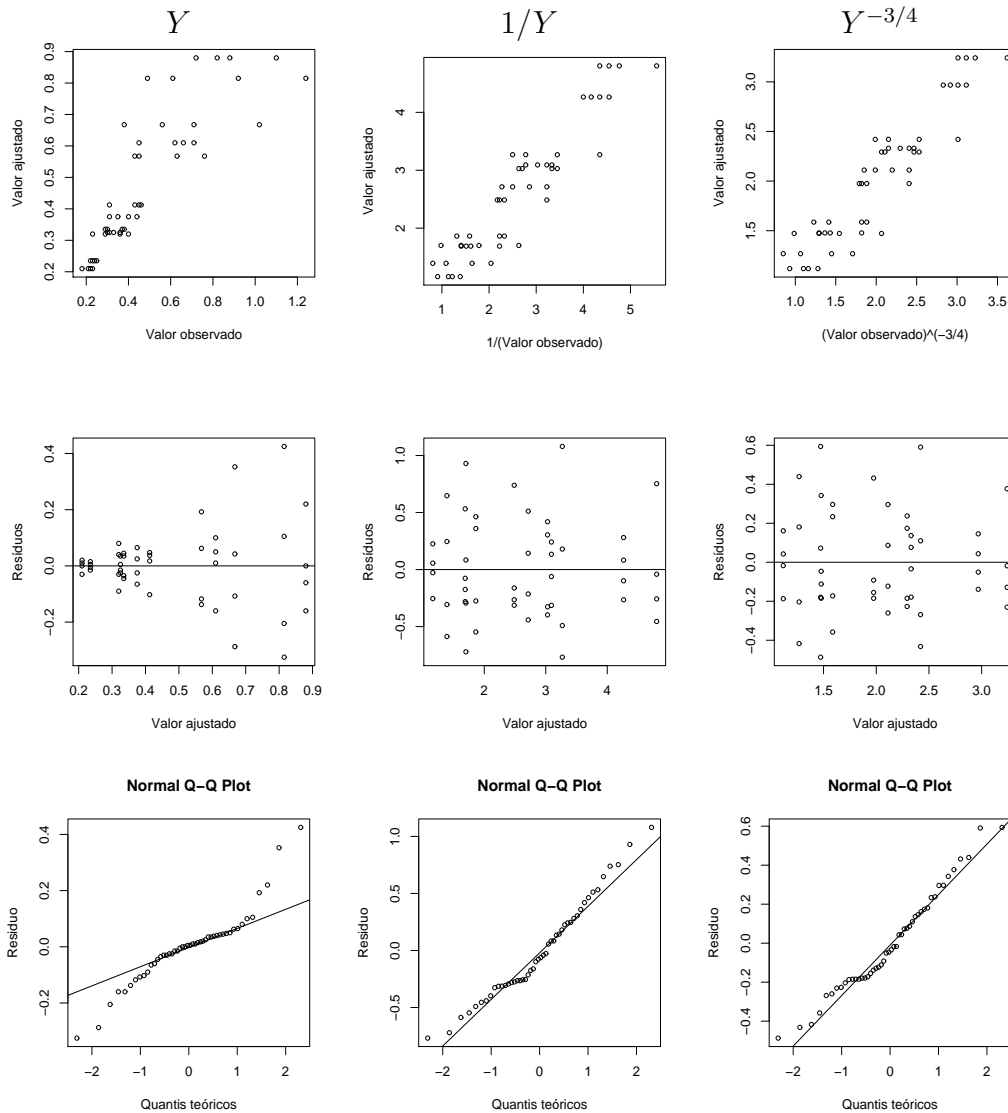 Y 1/Y Y^{-3/4}
Valor ajustado
0.2 0.3 0.4 0.5 0.6 0.7 0.8 0.9
0.2 0.4 0.6 0.8 1.0 1.2
Valor observado
Valor ajustado
2 3 4
1 2 3 4 5
1/(Valor observado)
Valor ajustado
1.5 2.0 2.5 3.0
1.0 1.5 2.0 2.5 3.0 3.5
(Valor observado)^(−3/4)
Resíduos
−0.2 0.0 0.2 0.4
0.2 0.3 0.4 0.5 0.6 0.7 0.8 0.9
Valor ajustado
Resíduos
−0.5 0.0 0.5 1.0
2 3 4
Valor ajustado
Resíduos
−0.4 −0.2 0.0 0.2 0.4 0.6
1.5 2.0 2.5 3.0
Valor ajustado
Normal Q−Q Plot
Resíduo
−0.2 0.0 0.2 0.4
−2 −1 0 1 2
Quantis teóricos
Normal Q−Q Plot
Resíduo
−0.5 0.0 0.5 1.0
−2 −1 0 1 2
Quantis teóricos
Normal Q−Q Plot
Resíduo
−0.4 −0.2 0.0 0.2 0.4 0.6
−2 −1 0 1 2
Quantis teóricos